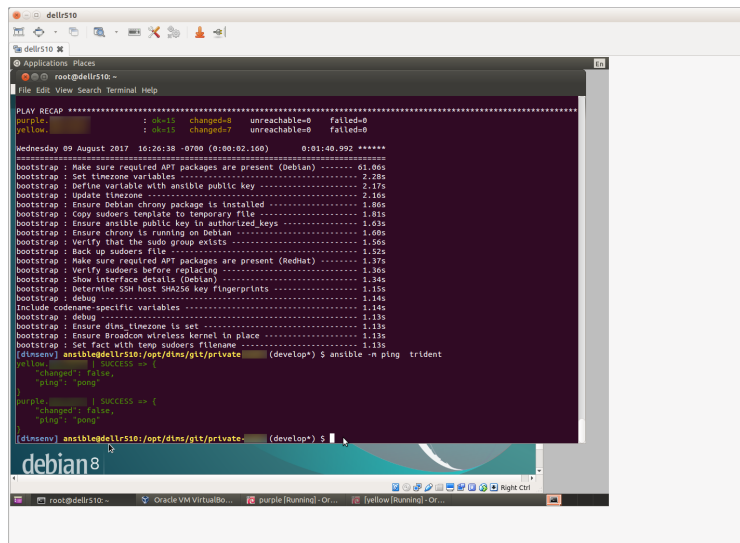 dellr510
dellr510
Applications Places
En
root@dellr510: ~
File Edit View Search Terminal Help
PLAY RECAP *********************************************************************************************************************
purple. : ok=15 changed=8 unreachable=0 failed=0
yellow. : ok=15 changed=7 unreachable=0 failed=0
Wednesday 09 August 2017 16:26:38 -0700 (0:00:02.160) 0:01:40.992 ******
===============================================================================
bootstrap : Make sure required APT packages are present (Debian) ------- 61.06s
bootstrap : Set timezone variables -------------------------------------- 2.28s
bootstrap : Define variable with ansible public key --------------------- 2.17s
bootstrap : Update timezone --------------------------------------------- 2.16s
bootstrap : Ensure Debian chrony package is installed ------------------- 1.86s
bootstrap : Copy sudoers template to temporary file --------------------- 1.81s
bootstrap : Ensure ansible public key in authorized_keys ---------------- 1.63s
bootstrap : Ensure chrony is running on Debian -------------------------- 1.60s
bootstrap : Verify that the sudo group exists --------------------------- 1.56s
bootstrap : Back up sudoers file ---------------------------------------- 1.52s
bootstrap : Make sure required APT packages are present (RedHat) -------- 1.37s
bootstrap : Verify sudoers before replacing ----------------------------- 1.36s
bootstrap : Show interface details (Debian) ----------------------------- 1.34s
bootstrap : Determine SSH host SHA256 key fingerprints ------------------ 1.15s
bootstrap : debug ------------------------------------------------------- 1.14s
Include codename-specific variables ------------------------------------- 1.14s
bootstrap : debug ------------------------------------------------------- 1.13s
bootstrap : Ensure dims_timezone is set --------------------------------- 1.13s
bootstrap : Ensure Broadcom wireless kernel in place -------------------- 1.13s
bootstrap : Set fact with temp sudoers filename ------------------------- 1.13s
[dimsenv] ansible@dellr510:/opt/dims/git/private (develop*) $ ansible -m ping trident
yellow. | SUCCESS => {
"changed": false,
"ping": "pong"
}
purple. | SUCCESS => {
"changed": false,
"ping": "pong"
}
[dimsenv] ansible@dellr510:/opt/dims/git/private- (develop*) $
debian 8
Right Ctrl
root@dellr510: ~
Oracle VM VirtualBo...
purple [Running] - Or...
[yellow [Running] - Or...